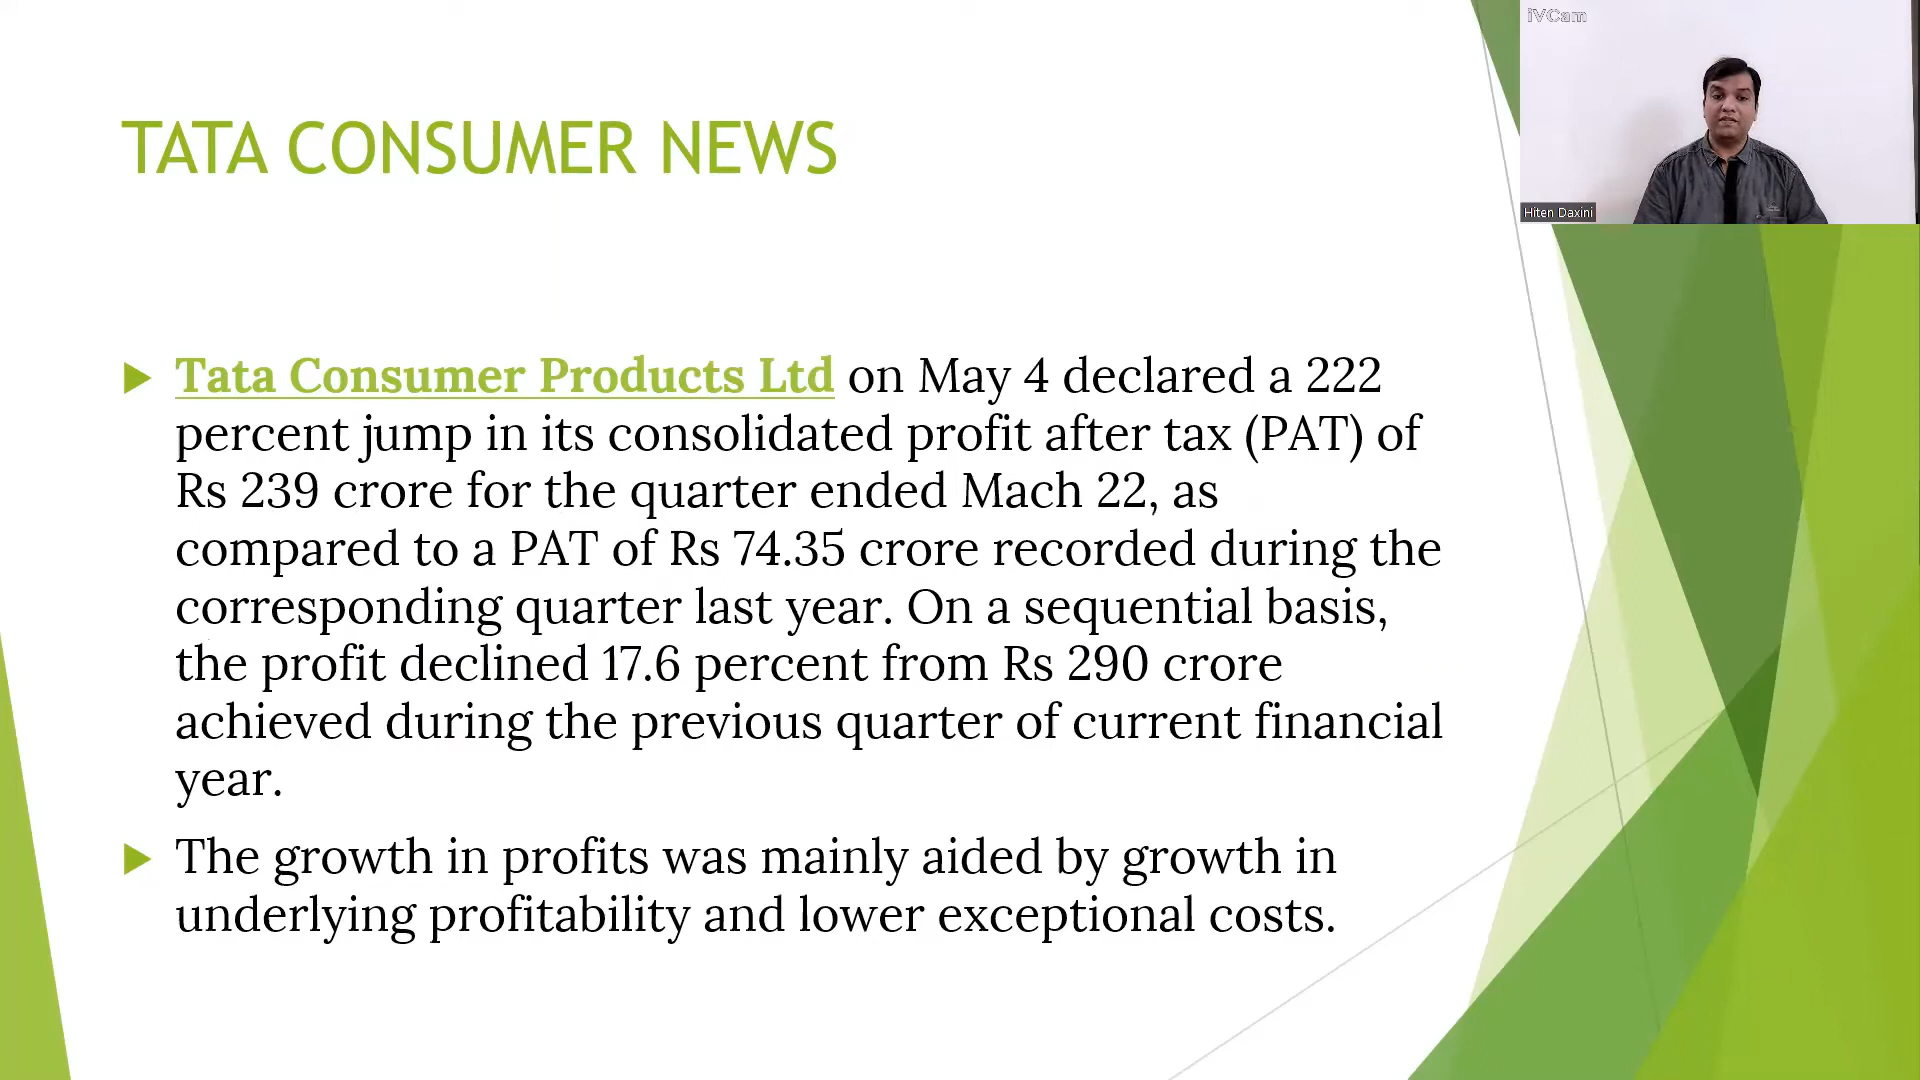 iVCam
TATA CONSUMER NEWS
Hiten Daxini
Tata Consumer Products Ltd on May 4 declared a 222
percent jump in its consolidated profit after tax (PAT) of
Rs 239 crore for the quarter ended Mach 22, as
compared to a PAT of Rs 74.35 crore recorded during the
corresponding quarter last year. On a sequential basis,
the profit declined 17.6 percent from Rs 290 crore
achieved during the previous quarter of current financial
year.
The growth in profits was mainly aided by growth in
underlying profitability and lower exceptional costs.